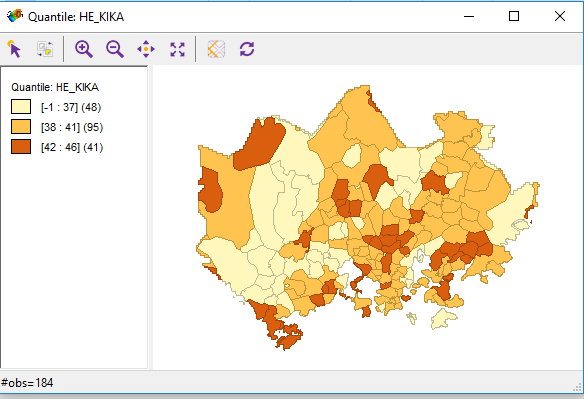 Quantile: HE_KIKA
Quantile: HE_KIKA
[-1 : 37] (48)
[38 : 41] (95)
[42 : 46] (41)
#obs=184